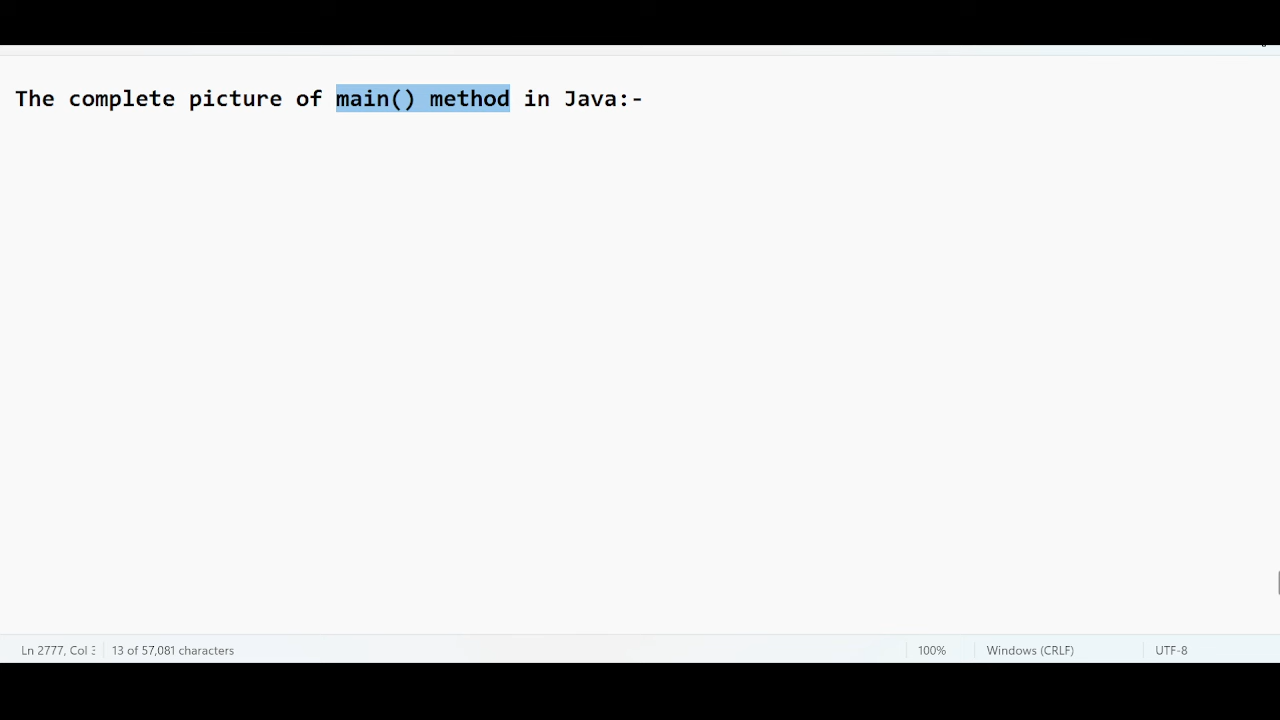 The complete picture of main() method in Java:-
Ln 2777, Col
13 of 57,081 characters
100%
Windows (CRLF)
UTF-8